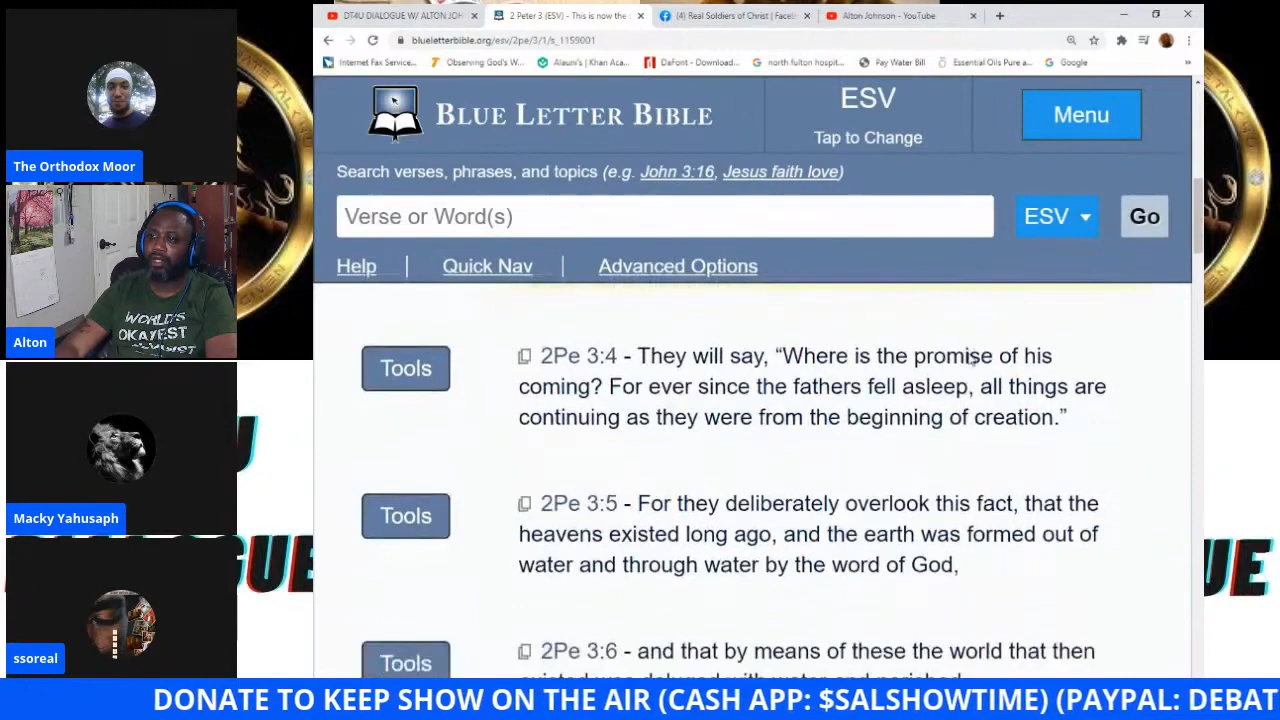 DT4U DIALOGUE W/ ALTON JOH
2 Peter 3 (ESV) - This is now the s
(4) Real Soldiers of Christ | Faceb
Alton Johnson - YouTube
blueletterbible.org/esv/2pe/3/1/s_1159001
Internet Fax Service...
Observing God's W...
Alauni's | Khan Aca...
DaFont - Download...
north fulton hospit...
Pay Water Bill
Essential Oils Pure a...
Google
BLUE LETTER BIBLE
ESV
Tap to Change
Menu
Search verses, phrases, and topics (e.g. John 3:16, Jesus faith love)
Verse or Word(s)
ESV
Go
Help | Quick Nav | Advanced Options
Tools
2Pe 3:4 - They will say, “Where is the promise of his
coming? For ever since the fathers fell asleep, all things are
continuing as they were from the beginning of creation.”
Tools
2Pe 3:5 - For they deliberately overlook this fact, that the
heavens existed long ago, and the earth was formed out of
water and through water by the word of God,
Tools
2Pe 3:6 - and that by means of these the world that then
existed was deluged with water and perished.
The Orthodox Moor
WORLD'S
OKAYEST
Alton
Macky Yahusaph
ssoreal
DONATE TO KEEP SHOW ON THE AIR (CASH APP: $SALSHOWTIME) (PAYPAL: DEBAT